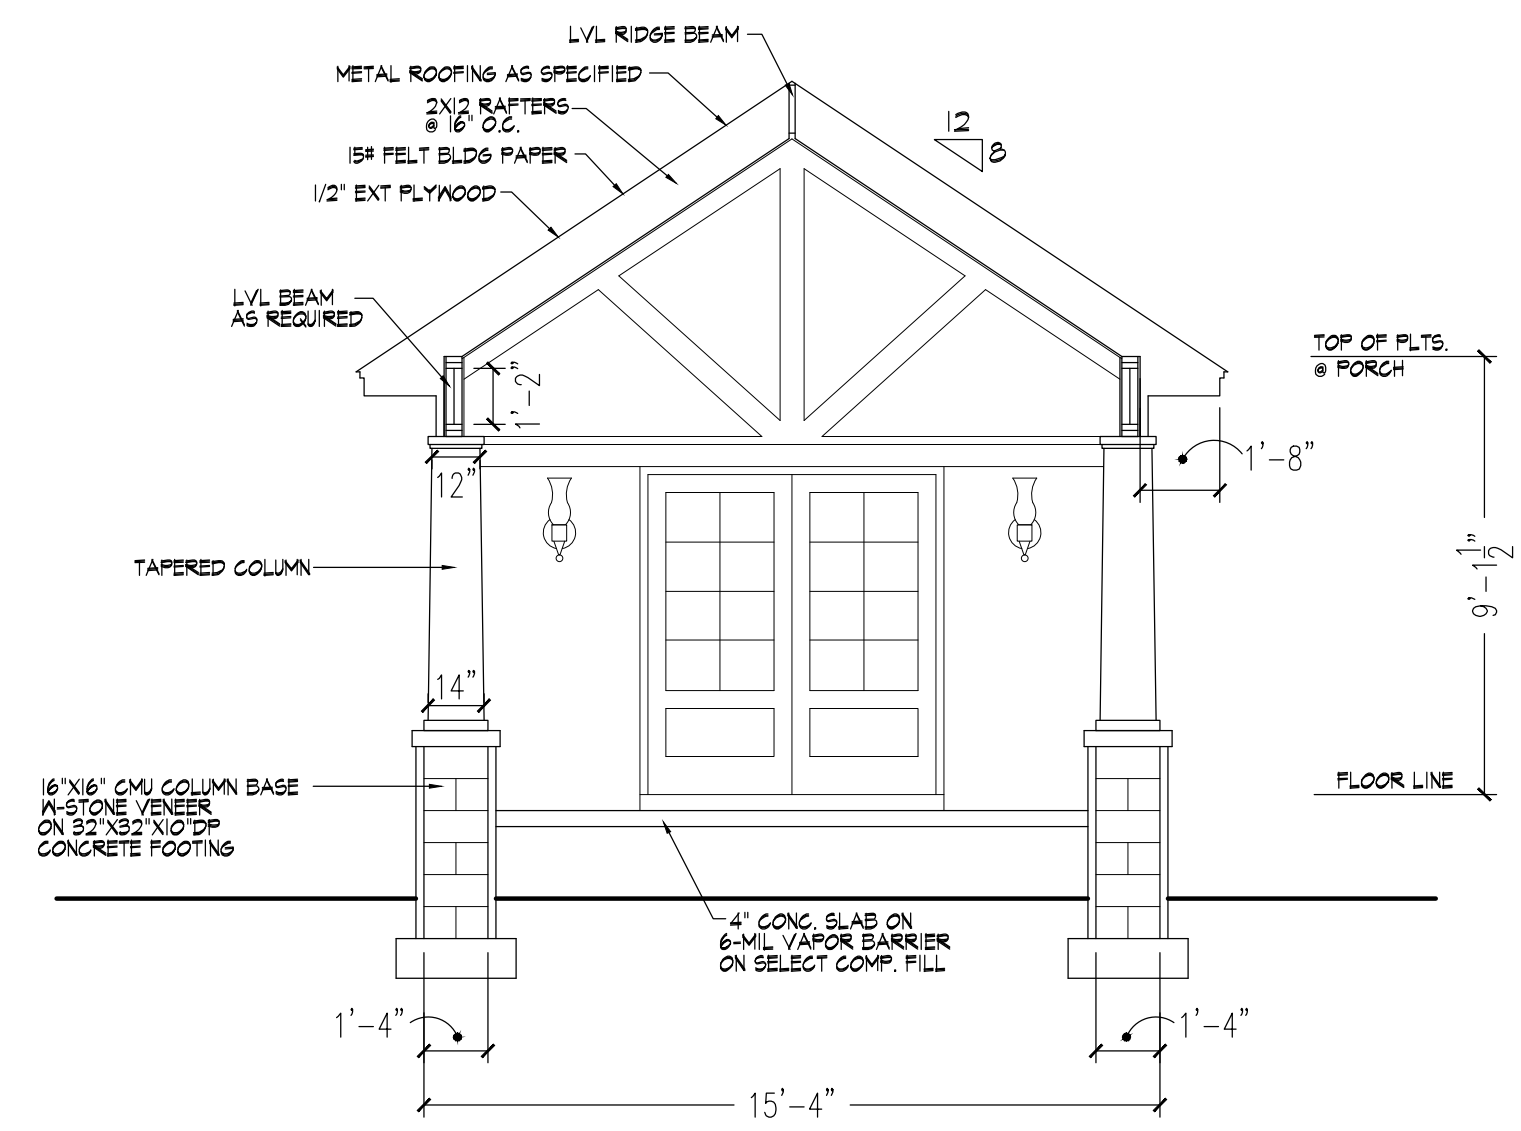 LVL RIDGE BEAM
METAL ROOFING AS SPECIFIED
2X12 RAFTERS
@ 16" O.C.
15# FELT BLDG PAPER
1/2" EXT PLYWOOD
12
8
LVL BEAM
AS REQUIRED
1'-2"
TOP OF PLTS.
@ PORCH
1'-8"
12"
TAPERED COLUMN
9'-1 1/2"
14"
16"X16" CMU COLUMN BASE
W-STONE VENEER
ON 32"X32"X10"DP
CONCRETE FOOTING
FLOOR LINE
4" CONC. SLAB ON
6-MIL VAPOR BARRIER
ON SELECT COMP. FILL
1'-4"
1'-4"
15'-4"